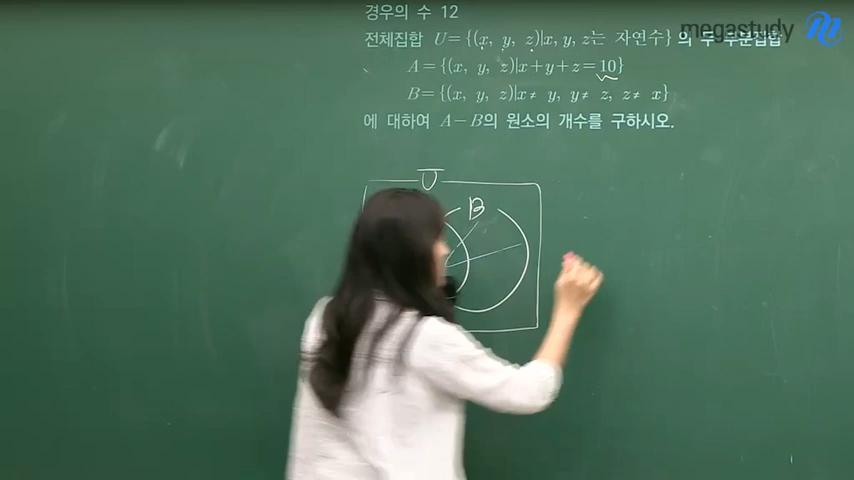 경우의 수 12
megastudy
전체집합 U={(x, y, z)|x, y, z는 자연수}의 두 부분집합
A={(x, y, z)|x+y+z=10}
B={(x, y, z)|x≠ y, y≠ z, z≠ x}
에 대하여 A-B의 원소의 개수를 구하시오.
U
B